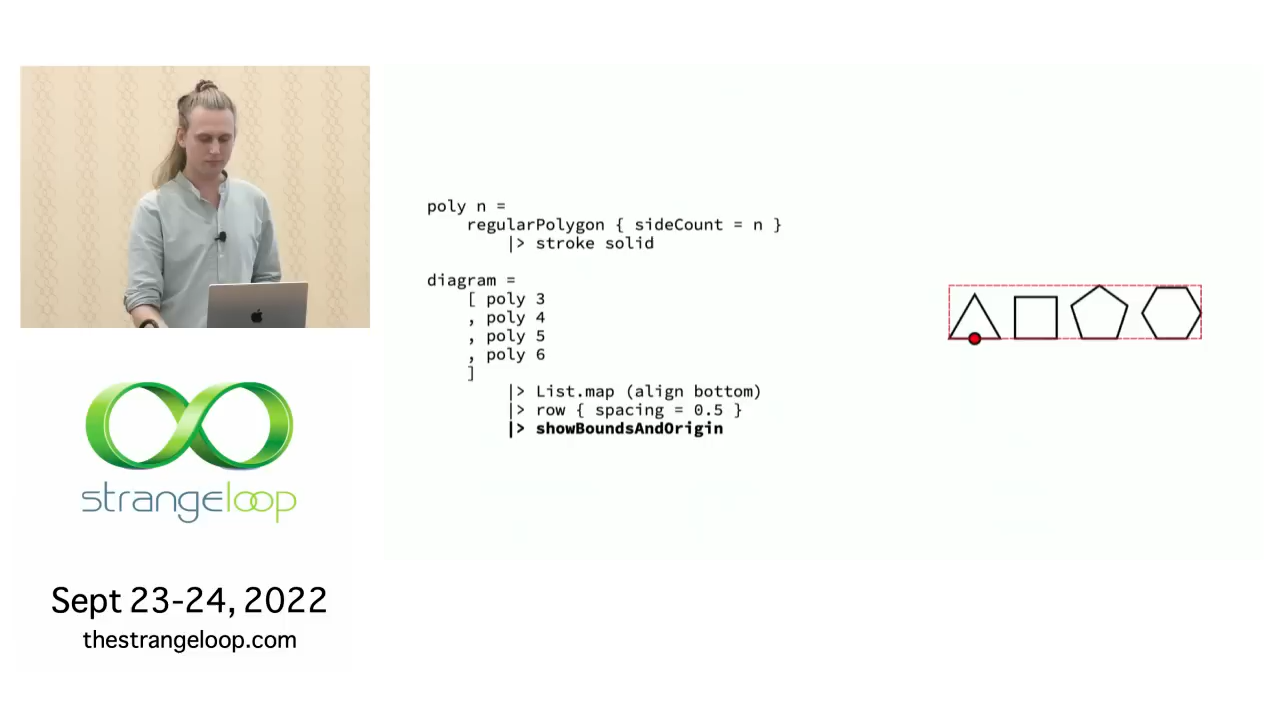 poly n =
regularPolygon { sideCount = n }
|> stroke solid
diagram =
[ poly 3
, poly 4
, poly 5
, poly 6
]
|> List.map (align bottom)
|> row { spacing = 0.5 }
|> showBoundsAndOrigin
strangeloop
Sept 23-24, 2022
thestrangeloop.com